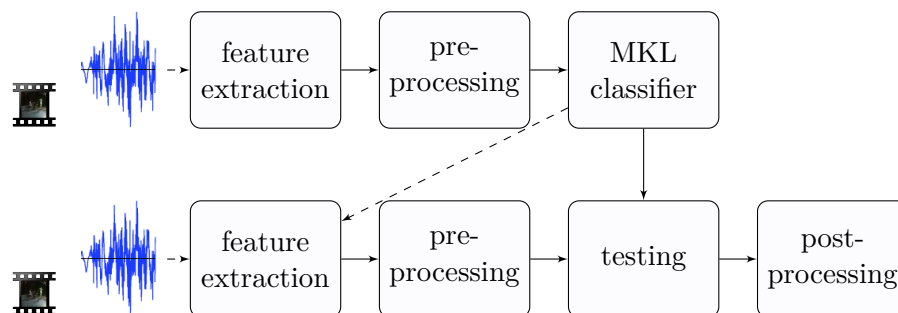 feature
extraction
pre-
processing
MKL
classifier
feature
extraction
pre-
processing
testing
post-
processing